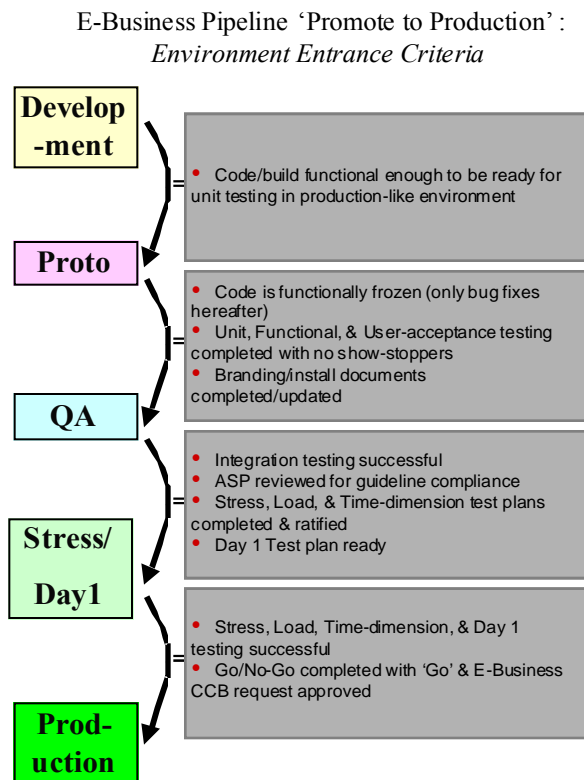 E-Business Pipeline ‘Promote to Production’ :
Environment Entrance Criteria
Develop
-ment
• Code/build functional enough to be ready for
unit testing in production-like environment
Proto
• Code is functionally frozen (only bug fixes
hereafter)
• Unit, Functional, & User-acceptance testing
completed with no show-stoppers
• Branding/install documents
completed/updated
QA
• Integration testing successful
• ASP reviewed for guideline compliance
• Stress, Load, & Time-dimension test plans
completed & ratified
• Day 1 Test plan ready
Stress/
Day1
• Stress, Load, Time-dimension, & Day 1
testing successful
• Go/No-Go completed with ‘Go’ & E-Business
CCB request approved
Prod-
uction